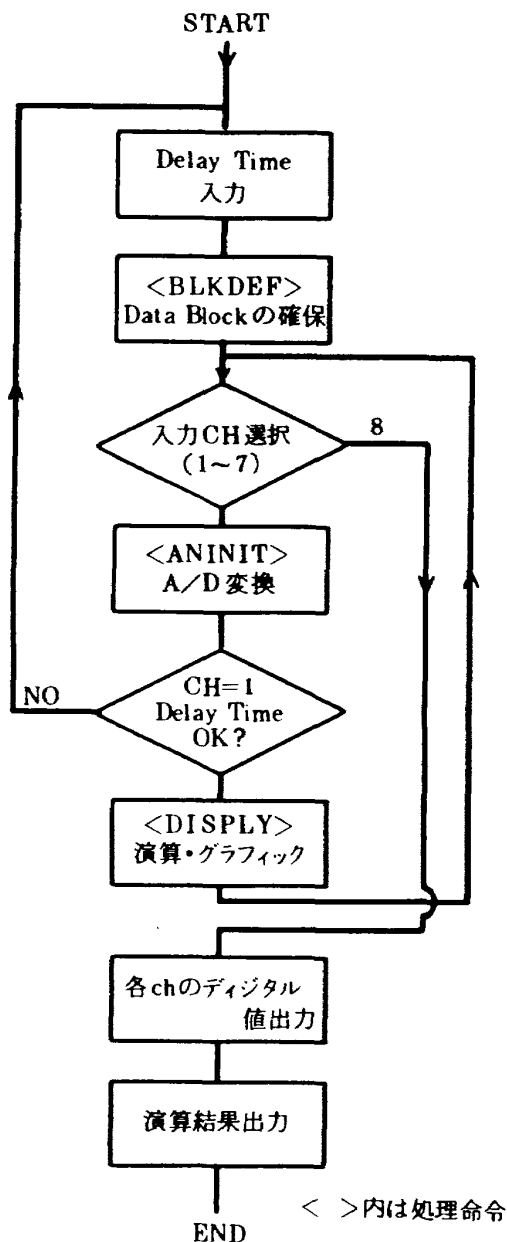 START
Delay Time
入力
<BLKDEF>
Data Blockの確保
入力CH選択
(1~7)
8
<ANINIT>
A/D変換
CH=1
Delay Time
OK?
NO
<DISPLY>
演算・グラフィック
各chのディジタル
値出力
演算結果出力
END
< >内は処理命令